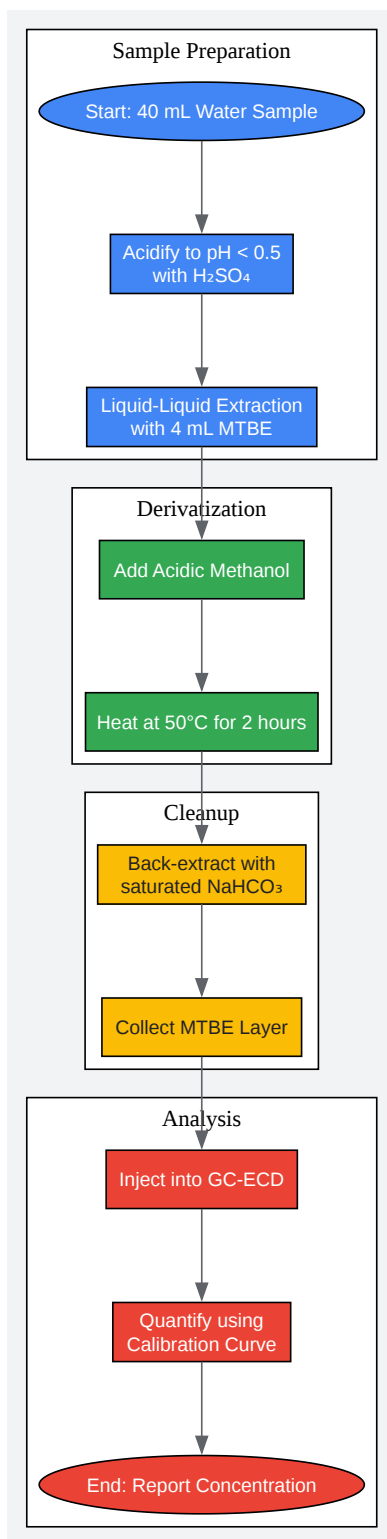 Sample Preparation
Start: 40 mL Water Sample
Acidify to pH < 0.5
with H₂SO₄
Liquid-Liquid Extraction
with 4 mL MTBE
Derivatization
Add Acidic Methanol
Heat at 50°C for 2 hours
Cleanup
Back-extract with
saturated NaHCO₃
Collect MTBE Layer
Analysis
Inject into GC-ECD
Quantify using
Calibration Curve
End: Report Concentration